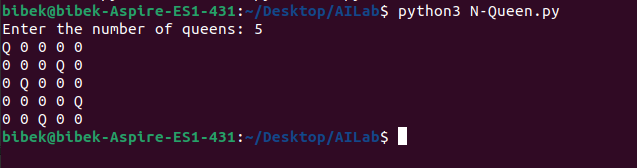 bibek@bibek-Aspire-ES1-431:~/Desktop/AILab$ python3 N-Queen.py
Enter the number of queens: 5
Q 0 0 0 0
0 0 0 Q 0
0 Q 0 0 0
0 0 0 0 Q
0 0 Q 0 0
bibek@bibek-Aspire-ES1-431:~/Desktop/AILab$